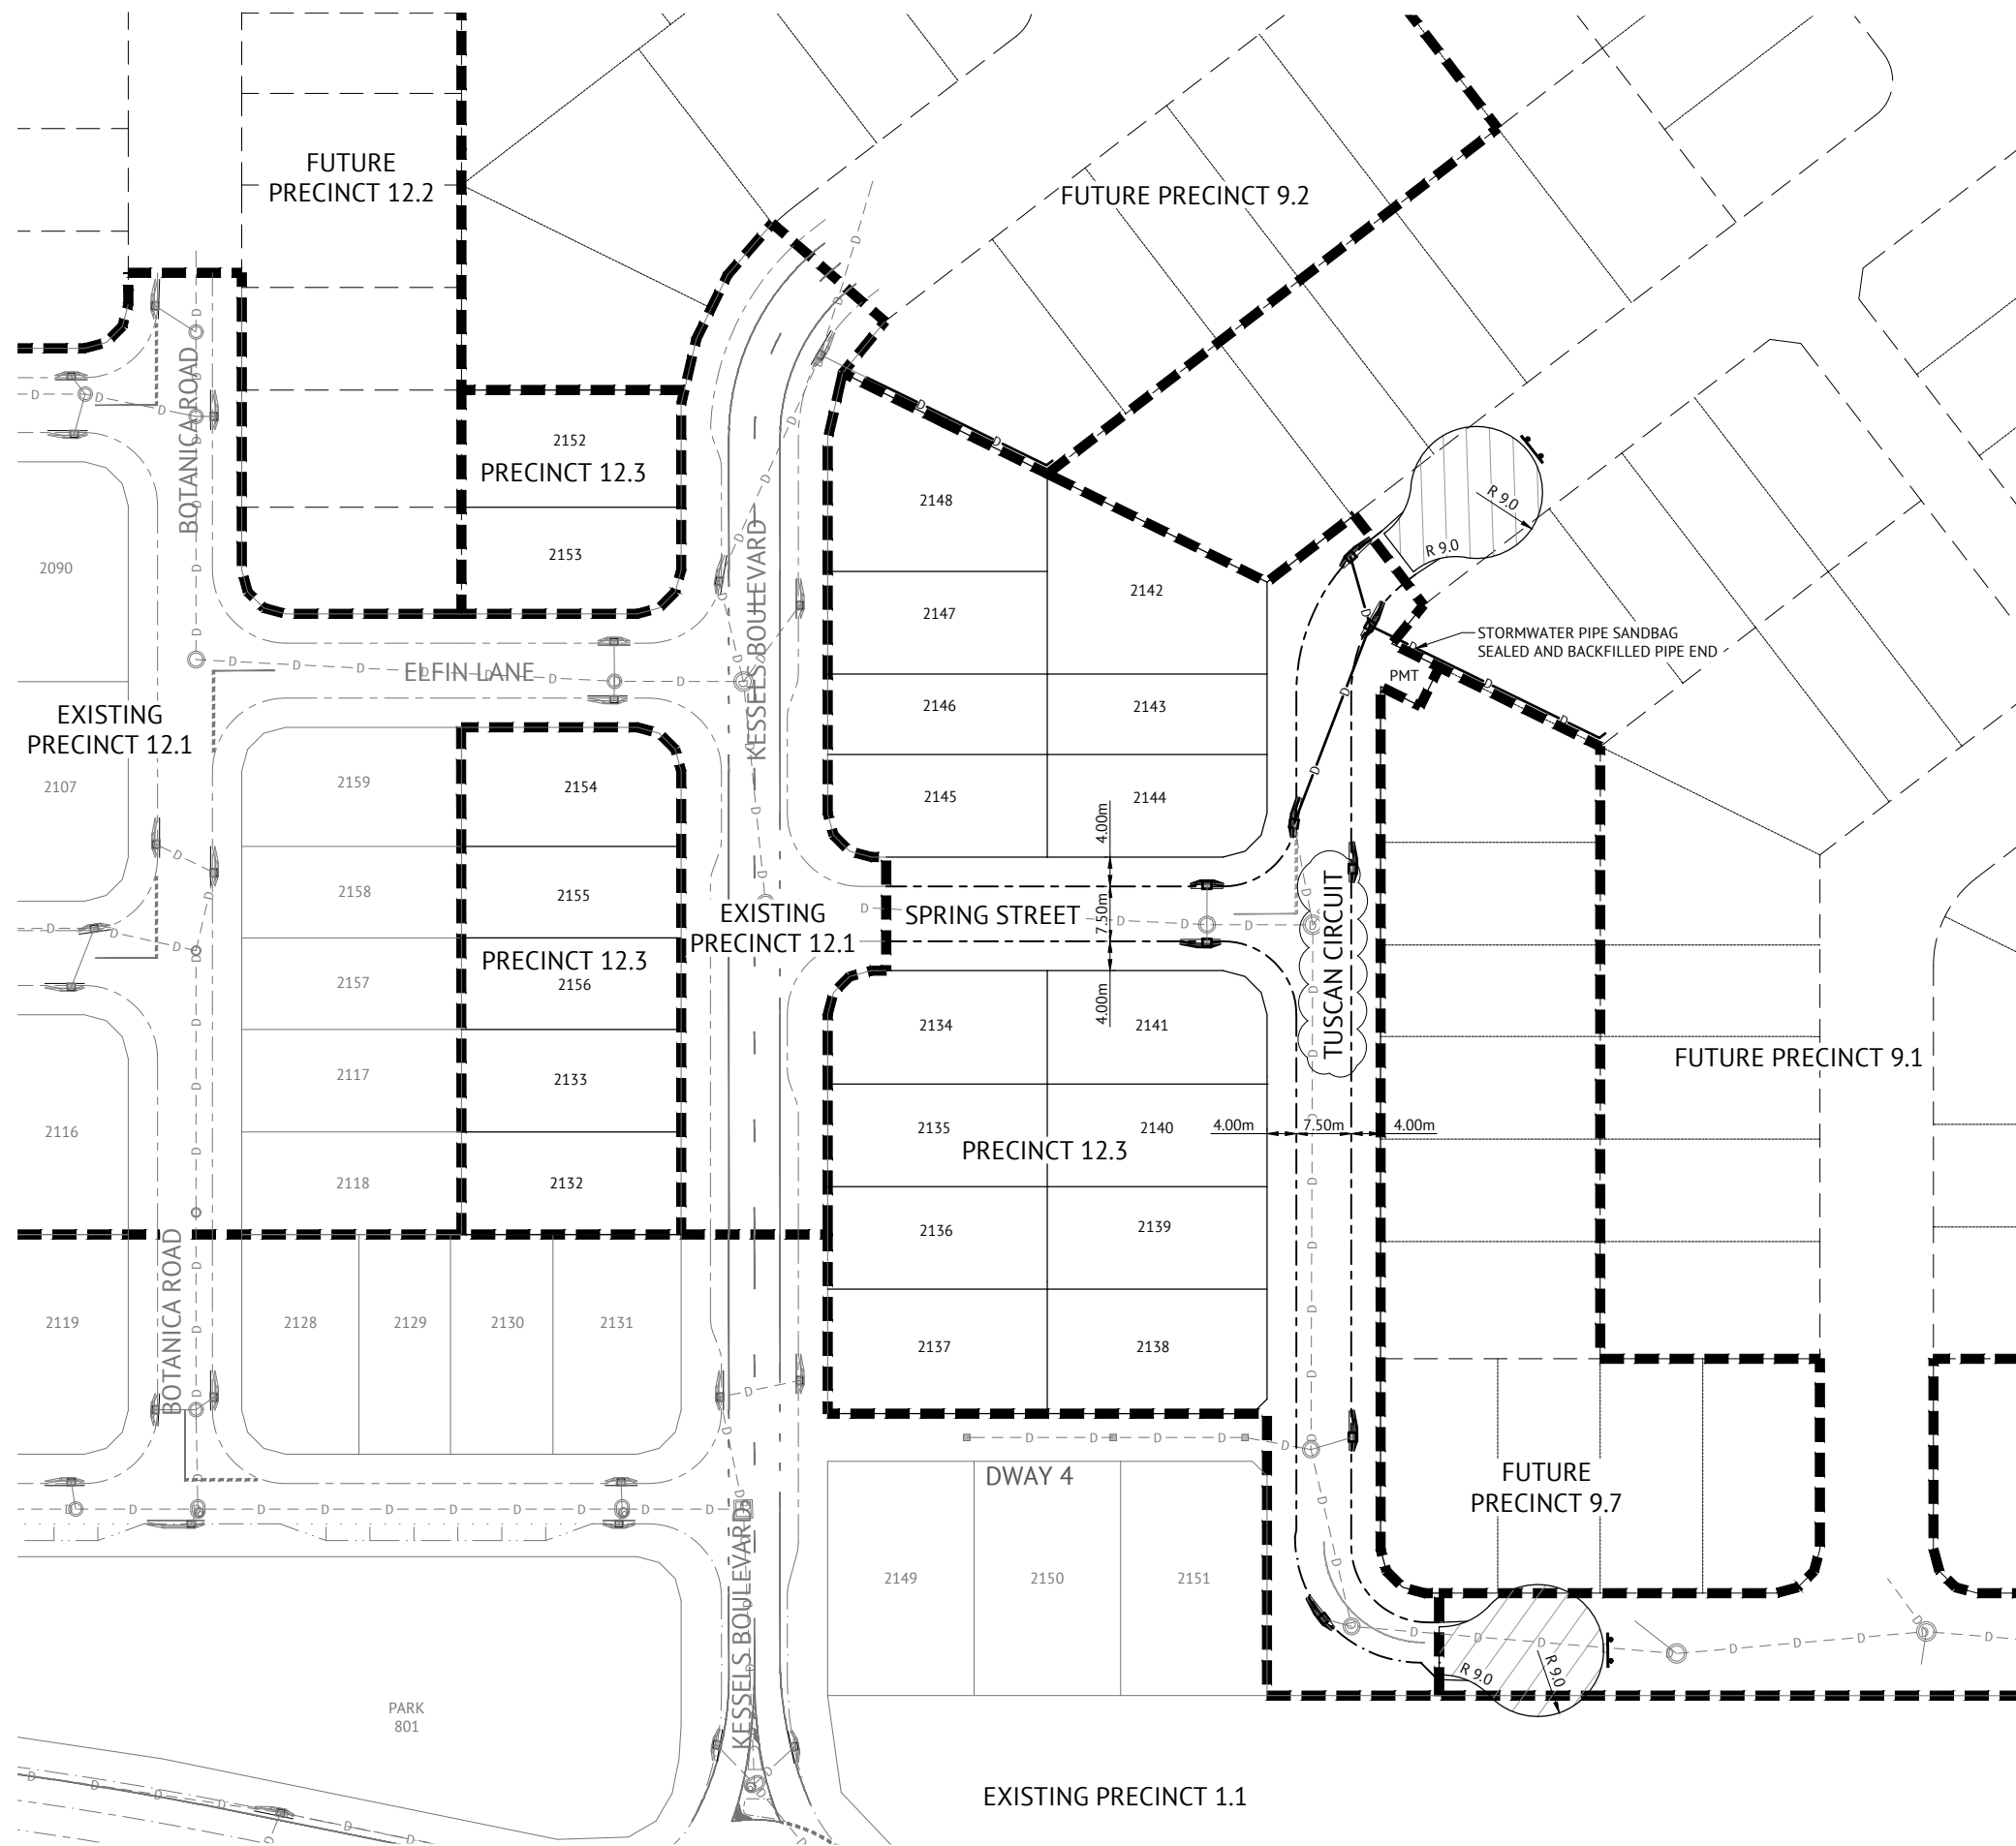 FUTURE
PRECINCT 12.2
FUTURE PRECINCT 9.2
BOTANICA ROAD
2152
PRECINCT 12.3
2153
KESSELS BOULEVARD
2148
2147
2142
2146
2143
2145
2144
R 9.0
R 9.0
STORMWATER PIPE SANDBAG
SEALED AND BACKFILLED PIPE END
PMT
2090
ELFIN LANE
EXISTING
PRECINCT 12.1
2107
2159
2154
2158
2155
EXISTING
PRECINCT 12.1
PRECINCT 12.3
2156
2157
SPRING STREET
4.00m
7.50m
4.00m
TUSCAN CIRCUIT
2134
2141
FUTURE PRECINCT 9.1
2117
2133
2116
2135
2140
4.00m
7.50m
4.00m
PRECINCT 12.3
2118
2132
2136
2139
BOTANICA ROAD
2119
2128
2129
2130
2131
2137
2138
DWAY 4
FUTURE
PRECINCT 9.7
2149
2150
2151
KESSELS BOULEVARD
R 9.0
R 9.0
PARK
801
EXISTING PRECINCT 1.1